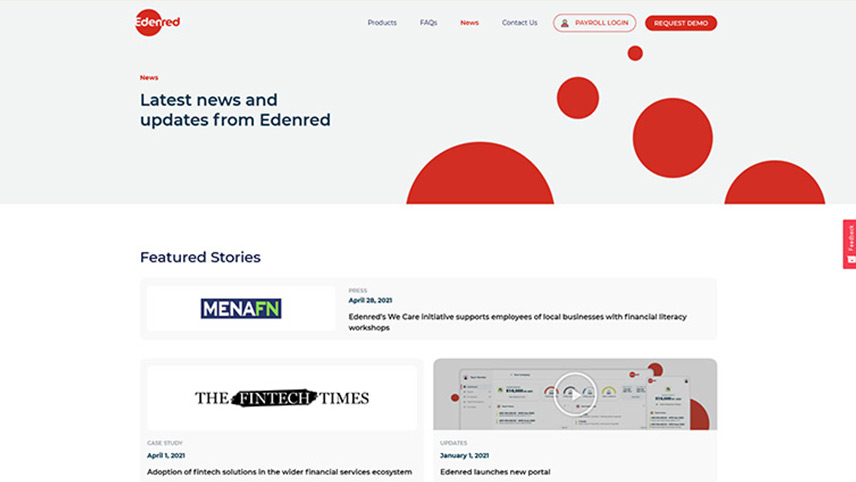 Edenred
Products FAQs News Contact Us PAYROLL LOGIN REQUEST DEMO
News
Latest news and
updates from Edenred
Feedback
Featured Stories
MENAFN
PRESS
April 28, 2021
Edenred's We Care initiative supports employees of local businesses with financial literacy
workshops
THE FINTECH TIMES
CASE STUDY
April 1, 2021
Adoption of fintech solutions in the wider financial services ecosystem
UPDATES
January 1, 2021
Edenred launches new portal